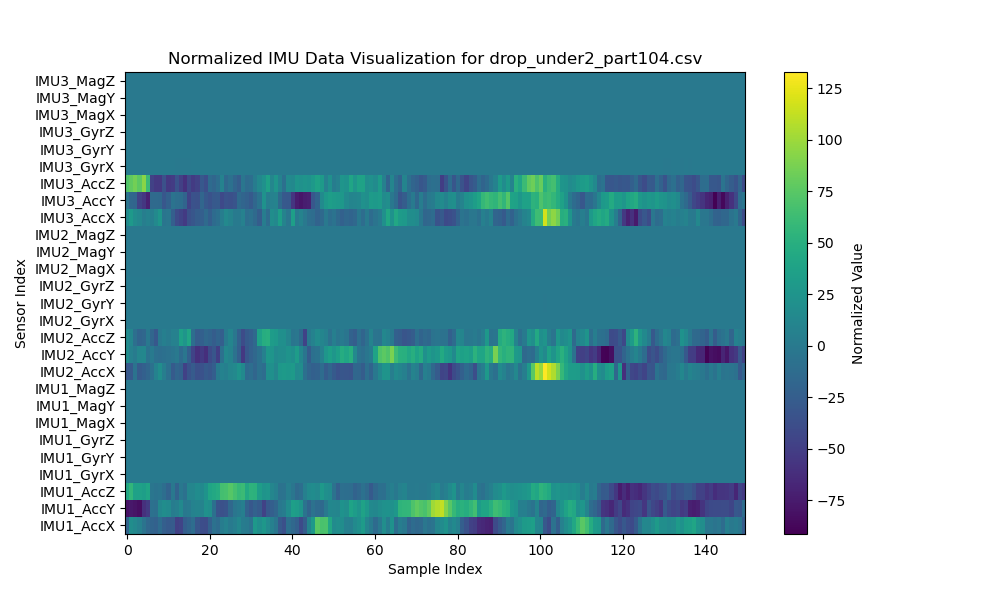 Normalized IMU Data Visualization for drop_under2_part104.csv
IMU3_MagZ
IMU3_MagY
IMU3_MagX
IMU3_GyrZ
IMU3_GyrY
IMU3_GyrX
IMU3_AccZ
IMU3_AccY
IMU3_AccX
IMU2_MagZ
IMU2_MagY
IMU2_MagX
IMU2_GyrZ
IMU2_GyrY
IMU2_GyrX
IMU2_AccZ
IMU2_AccY
IMU2_AccX
IMU1_MagZ
IMU1_MagY
IMU1_MagX
IMU1_GyrZ
IMU1_GyrY
IMU1_GyrX
IMU1_AccZ
IMU1_AccY
IMU1_AccX
Sensor Index
0 20 40 60 80 100 120 140
Sample Index
125
100
75
50
25
0
−25
−50
−75
Normalized Value